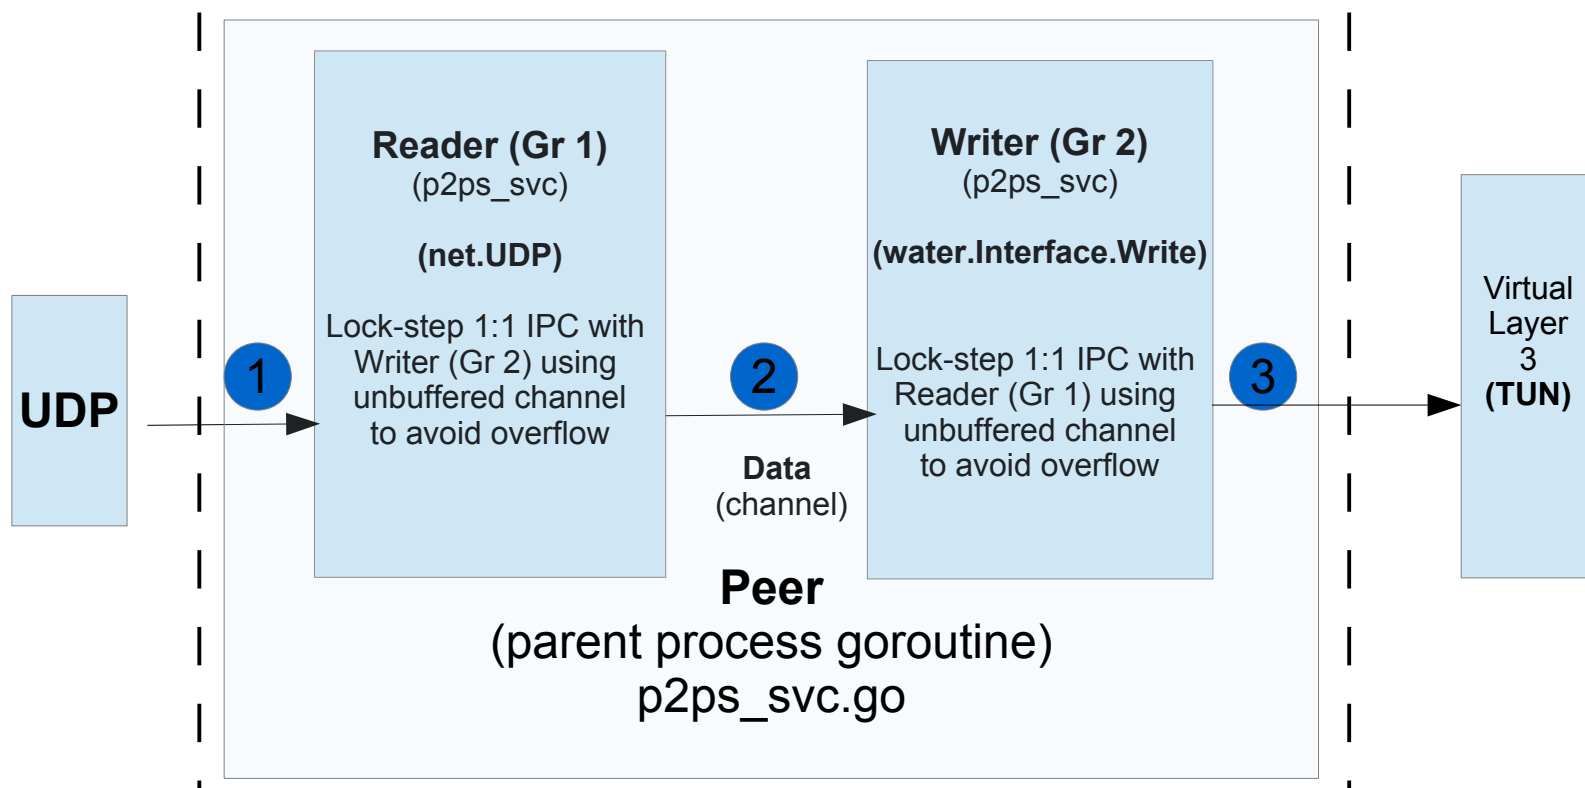 UDP
1
Reader (Gr 1)
(p2ps_svc)
(net.UDP)
Lock-step 1:1 IPC with
Writer (Gr 2) using
unbuffered channel
to avoid overflow
2
Data
(channel)
Writer (Gr 2)
(p2ps_svc)
(water.Interface.Write)
Lock-step 1:1 IPC with
Reader (Gr 1) using
unbuffered channel
to avoid overflow
3
Virtual
Layer
3
(TUN)
Peer
(parent process goroutine)
p2ps_svc.go